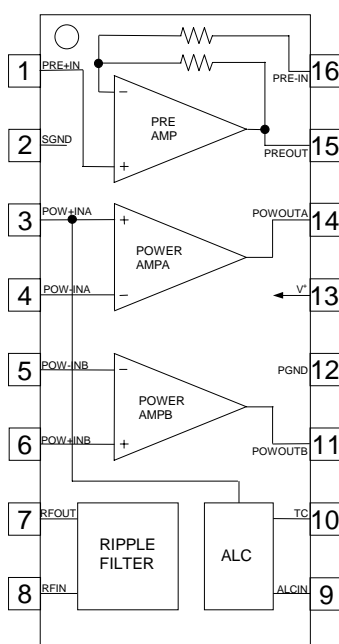 1
PRE+IN
PRE-IN
16
PRE
AMP
2
SGND
PREOUT
15
3
POW+INA
POWOUTA
14
POWER
AMPA
4
POW-INA
V+
13
5
POW-INB
PGND
12
POWER
AMPB
6
POW+INB
POWOUTB
11
7
RFOUT
TC
10
RIPPLE
FILTER
ALC
8
RFIN
ALCIN
9